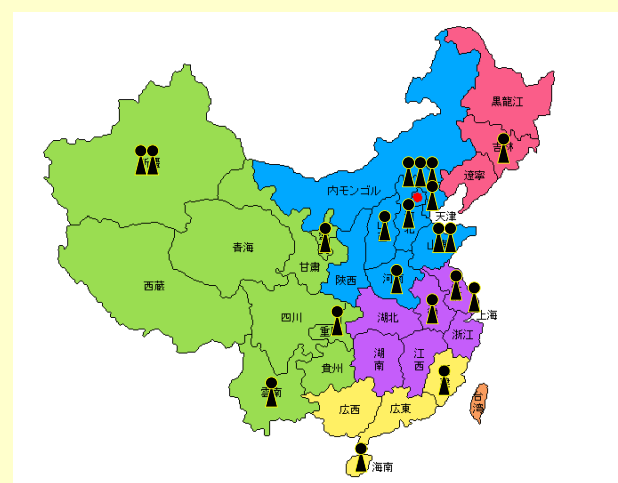 黒龍江
吉林
遼寧
内モンゴル
天津
青海
甘粛
陝西
西蔵
四川
湖北
上海
浙江
湖南
江西
貴州
雲南
広西
広東
台湾
海南